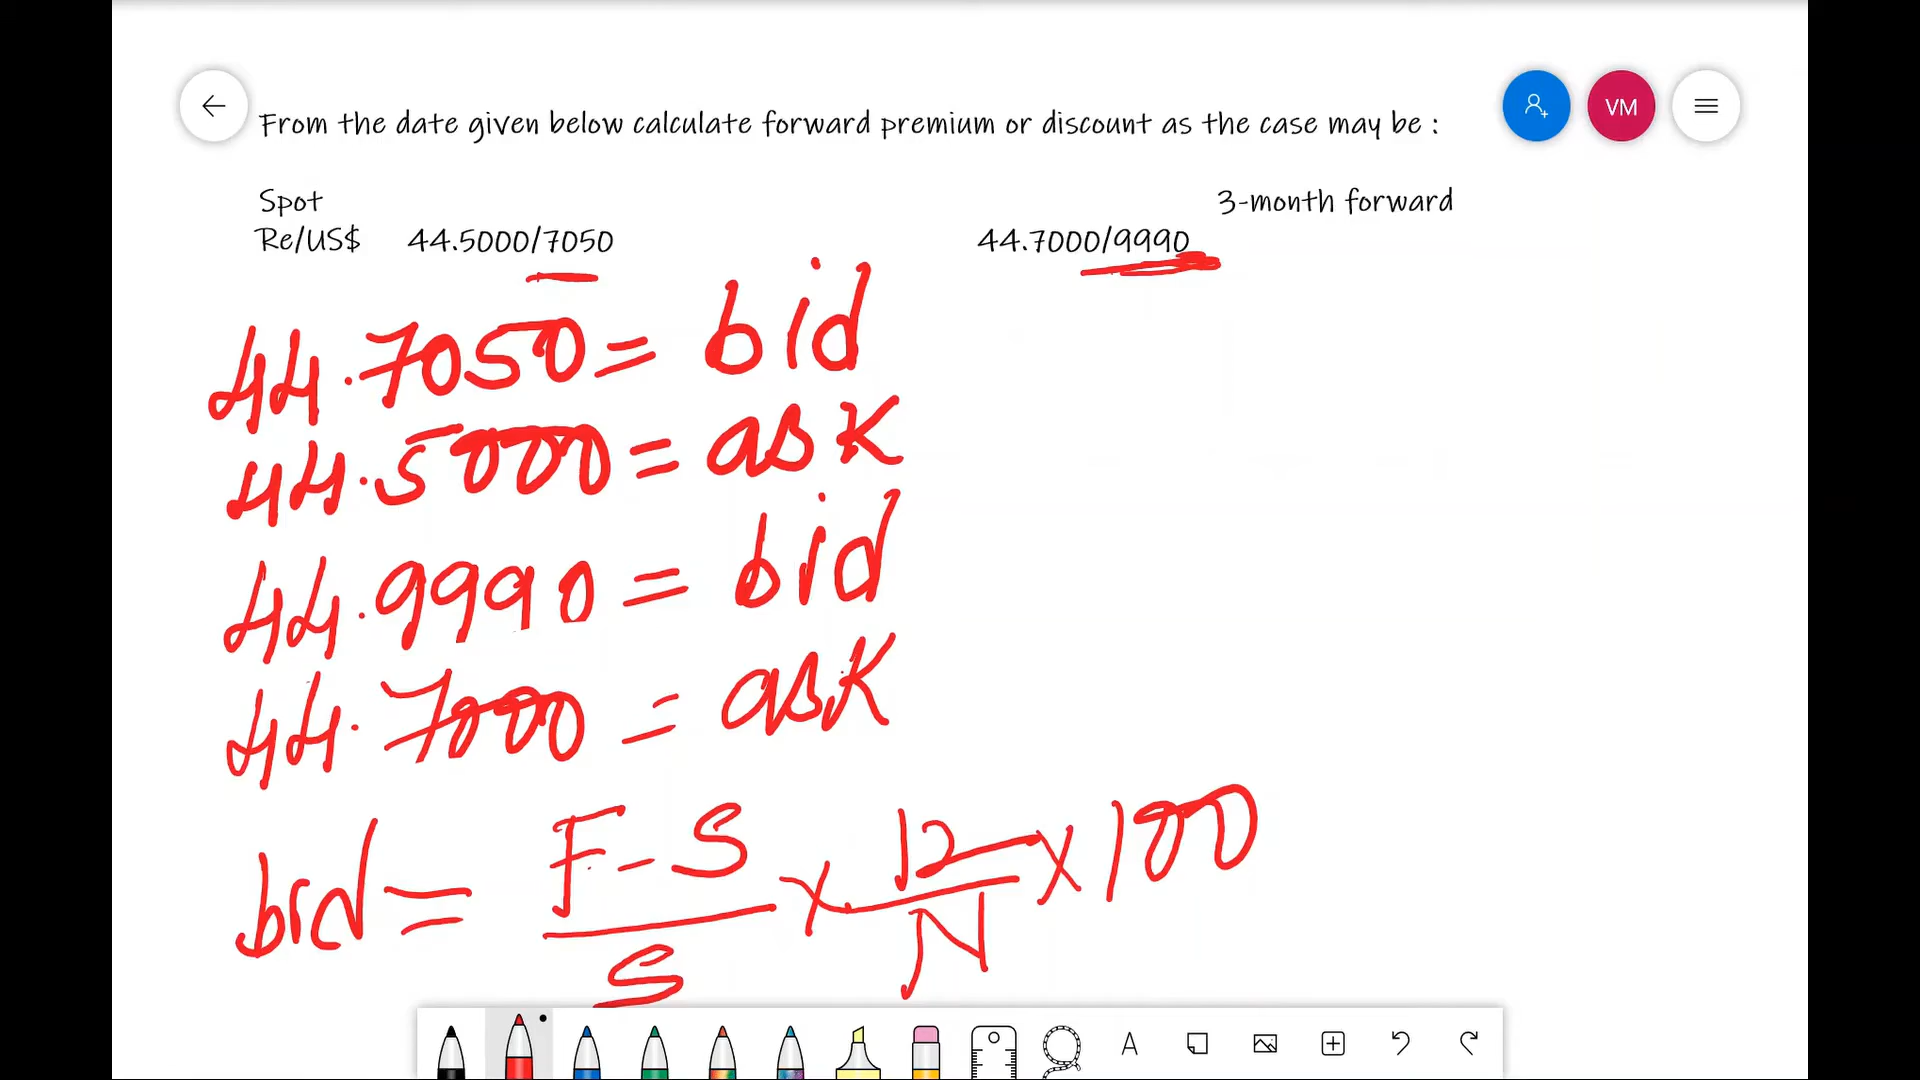 From the date given below calculate forward premium or discount as the case may be :
VM
Spot 3-month forward
Re/US$ 44.5000/7050 44.7000/9990
44.7050 = bid
44.5000 = ask
44.9990 = bid
44.7000 = ask
bid = F-S/S x 12/N x 100
A